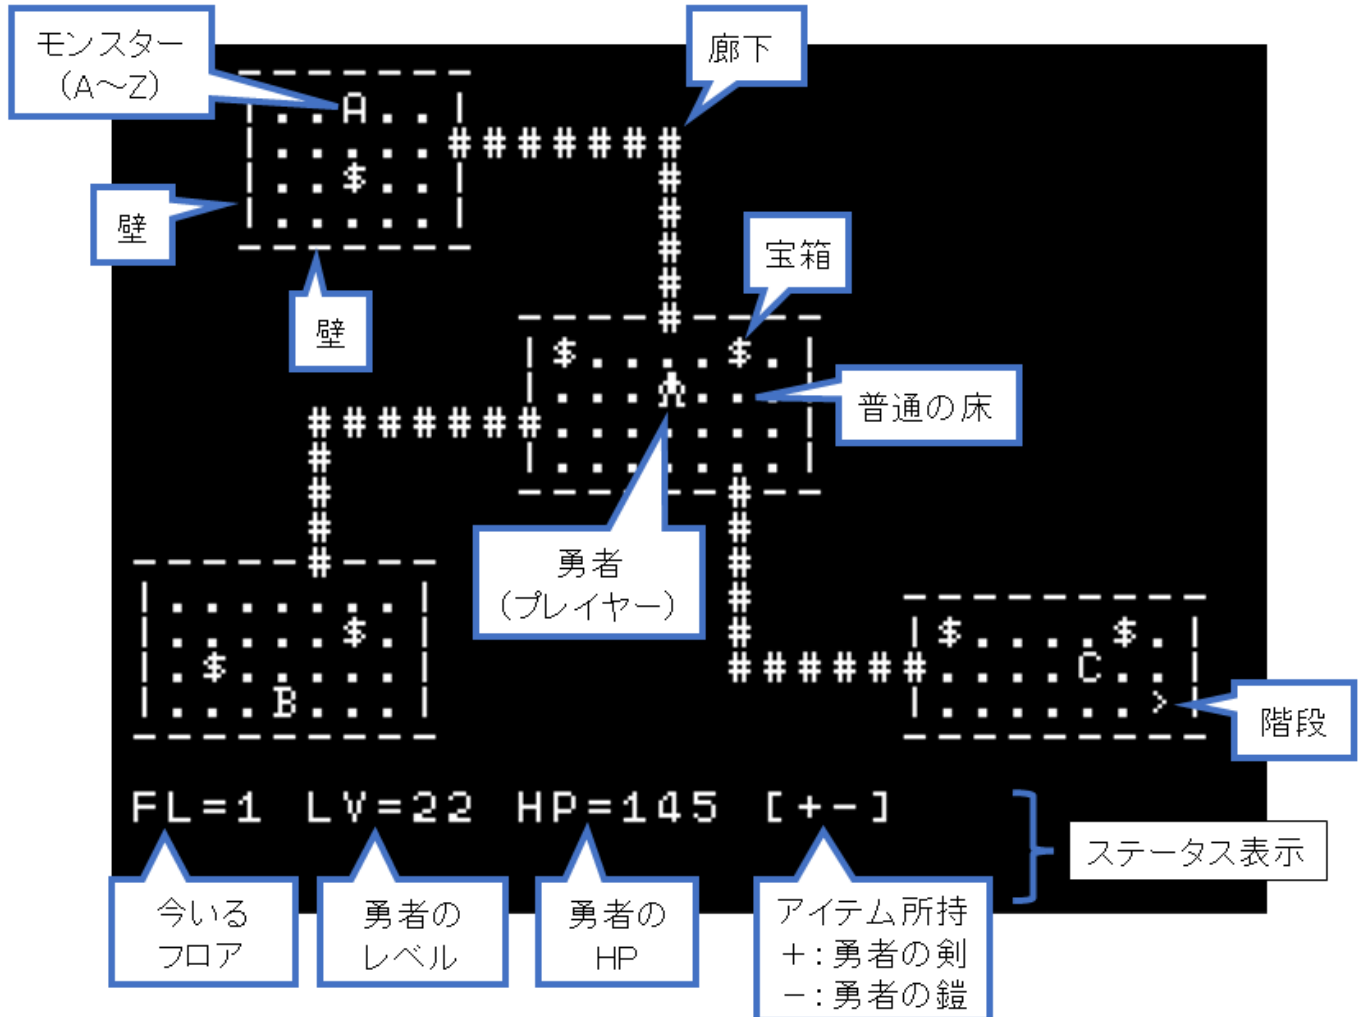 モンスター
（A～Z）
廊下
- - - - - - -
| . . A . . |
| . . . . . # # # # # # #
| . . $ . . | #
壁
| . . . . . | #
- - - - - - - #
宝箱
#
壁
- - - - # - - - -
| $ . . . . $ . |
| . . . . . .
普通の床
# # # # # # # . . . . . . .
# | . . . . . . . |
# - - - - - - # - -
# #
- - - - - # - - - #
勇者
（プレイヤー）
| . . . . . . . | #
- - - - - - - - -
| . . . . . $ . | #
| $ . . . . $ . |
| . $ . . . . . | # # # # # # . . . . C . . |
| . . . B . . . | | . . . . . . > |
階段
- - - - - - - - -
- - - - - - - - -
FL=1 LV=22 HP=145 [+-]
ステータス表示
今いる
フロア
勇者の
レベル
勇者の
HP
アイテム所持
＋：勇者の剣
－：勇者の鎧